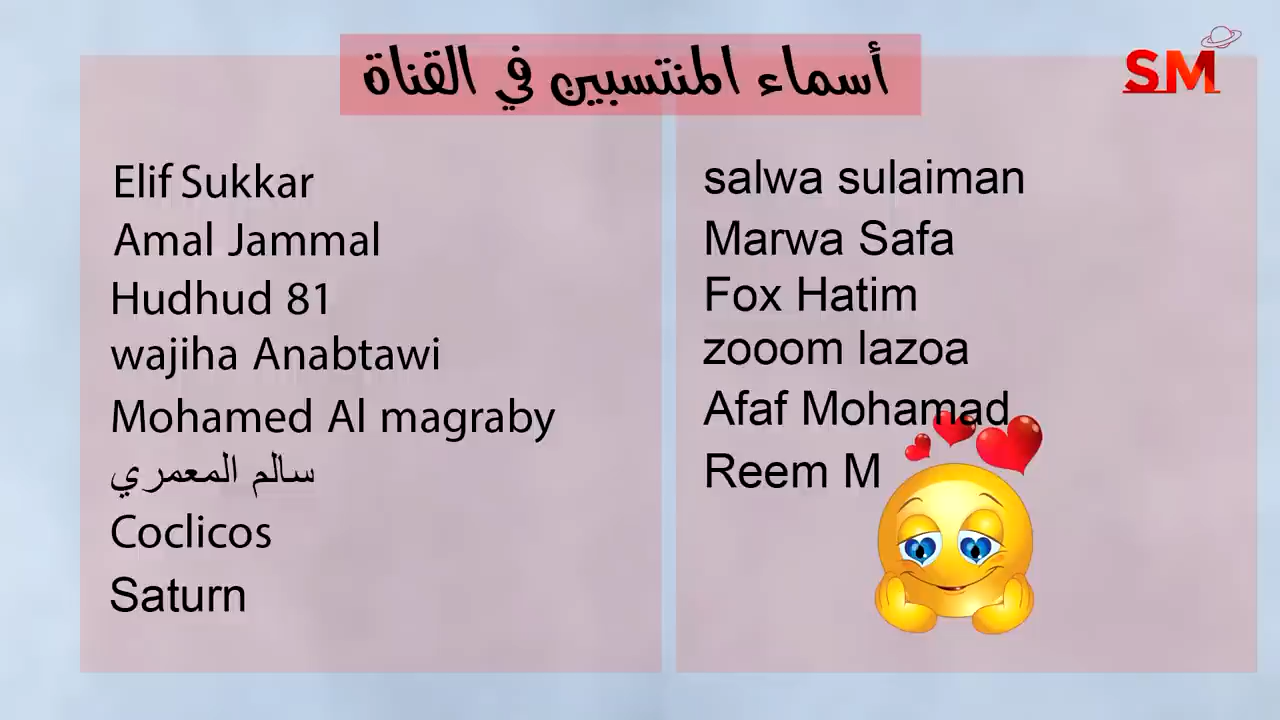 أسماء المنتسبين في القناة
SM
Elif Sukkar
Amal Jammal
Hudhud 81
wajiha Anabtawi
Mohamed Al magraby
سالم المعمري
Coclicos
Saturn
salwa sulaiman
Marwa Safa
Fox Hatim
zooom lazoa
Afaf Mohamad
Reem M